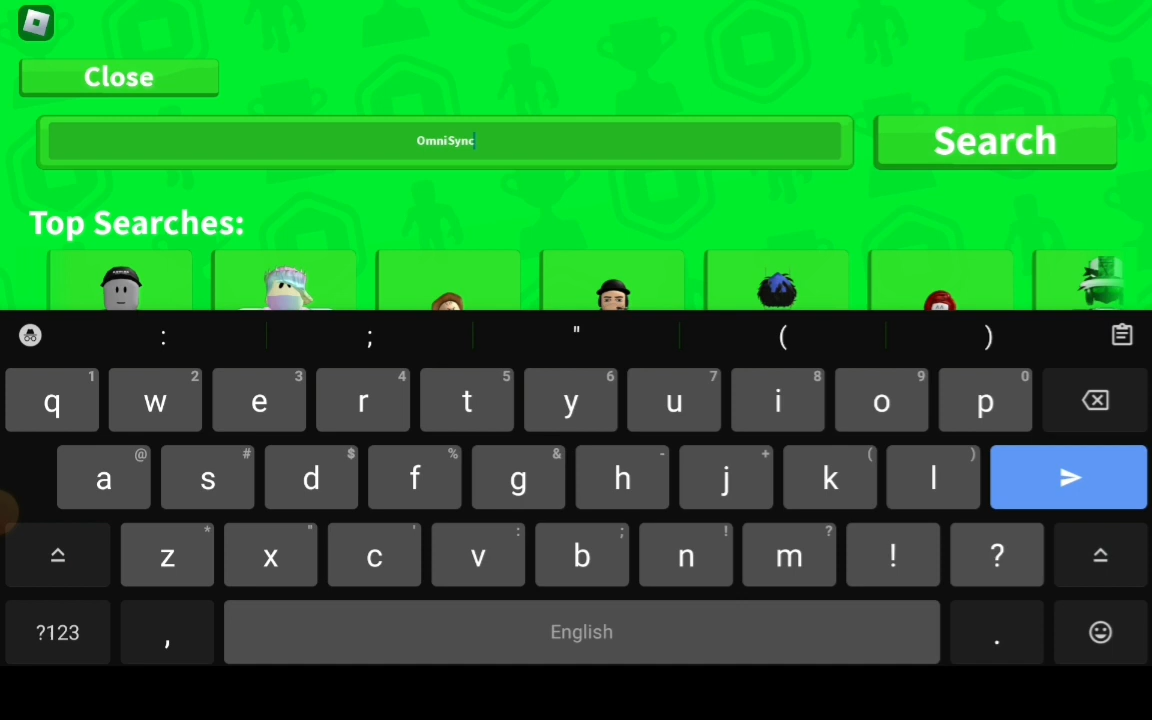 Close
OmniSync
Search
Top Searches:
: ; " ( )
q 1 w 2 e 3 r 4 t 5 y 6 u 7 i 8 o 9 p 0
a @ s # d $ f % g & h - j + k ( l )
z * x " c ' v : b ; n ! m ? ! ?
?123 , English .